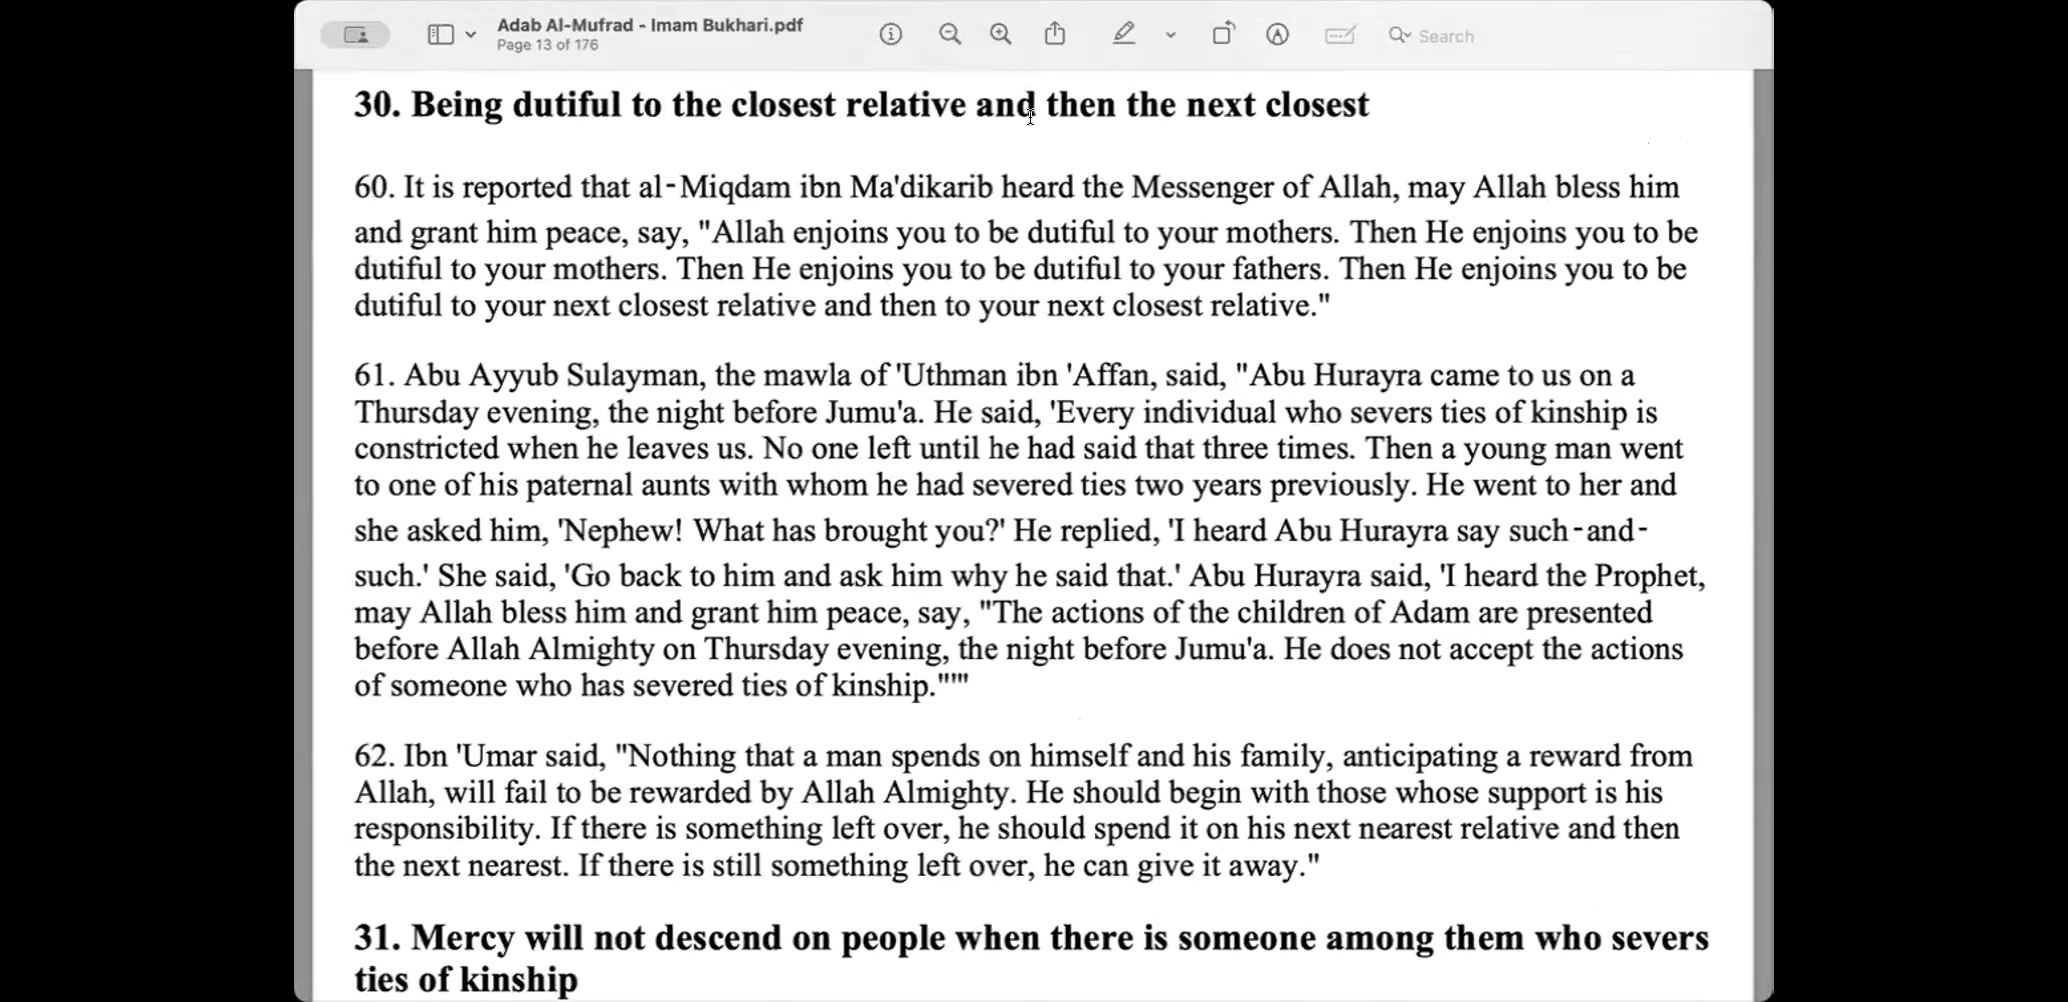 Adab Al-Mufrad - Imam Bukhari.pdf
Page 13 of 176
Search
30. Being dutiful to the closest relative and then the next closest
60. It is reported that al-Miqdam ibn Ma'dikarib heard the Messenger of Allah, may Allah bless him
and grant him peace, say, "Allah enjoins you to be dutiful to your mothers. Then He enjoins you to be
dutiful to your mothers. Then He enjoins you to be dutiful to your fathers. Then He enjoins you to be
dutiful to your next closest relative and then to your next closest relative."
61. Abu Ayyub Sulayman, the mawla of 'Uthman ibn 'Affan, said, "Abu Hurayra came to us on a
Thursday evening, the night before Jumu'a. He said, 'Every individual who severs ties of kinship is
constricted when he leaves us. No one left until he had said that three times. Then a young man went
to one of his paternal aunts with whom he had severed ties two years previously. He went to her and
she asked him, 'Nephew! What has brought you?' He replied, 'I heard Abu Hurayra say such-and-
such.' She said, 'Go back to him and ask him why he said that.' Abu Hurayra said, 'I heard the Prophet,
may Allah bless him and grant him peace, say, "The actions of the children of Adam are presented
before Allah Almighty on Thursday evening, the night before Jumu'a. He does not accept the actions
of someone who has severed ties of kinship."'"
62. Ibn 'Umar said, "Nothing that a man spends on himself and his family, anticipating a reward from
Allah, will fail to be rewarded by Allah Almighty. He should begin with those whose support is his
responsibility. If there is something left over, he should spend it on his next nearest relative and then
the next nearest. If there is still something left over, he can give it away."
31. Mercy will not descend on people when there is someone among them who severs
ties of kinship